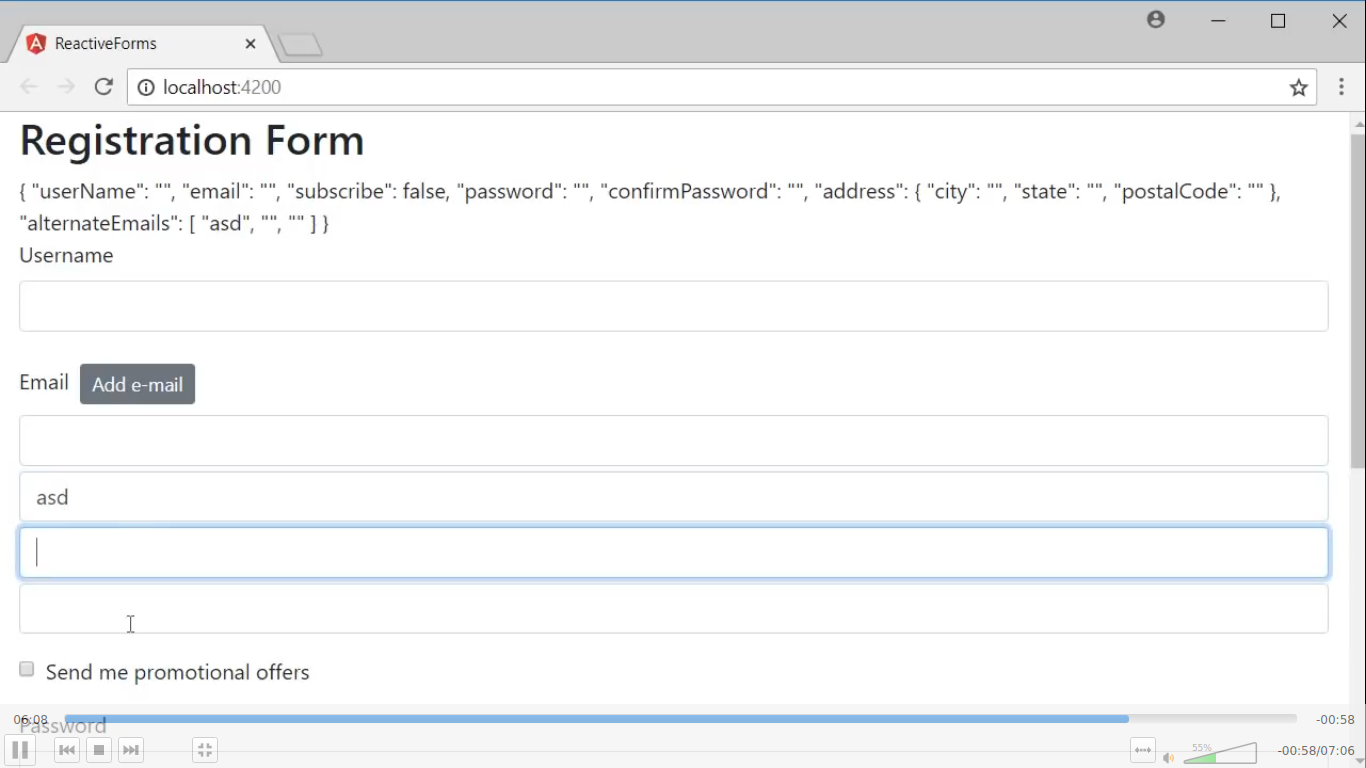 ReactiveForms
localhost:4200
Registration Form
{ "userName": "", "email": "", "subscribe": false, "password": "", "confirmPassword": "", "address": { "city": "", "state": "", "postalCode": "" },
"alternateEmails": [ "asd", "", "" ] }
Username
Email Add e-mail
asd
Send me promotional offers
Password
06:08 -00:58
55% -00:58/07:06